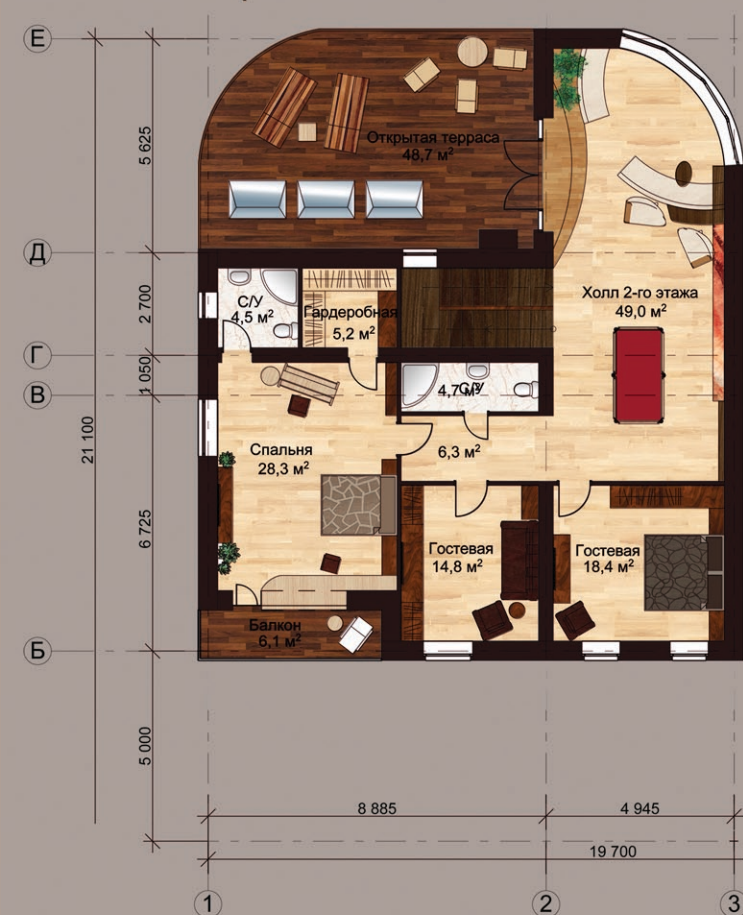 Е
5 625
Открытая терраса
48,7 м²
Д
С/У
4,5 м²
Гардеробная
5,2 м²
Холл 2-го этажа
49,0 м²
2 700
Г
1 050
В
С/У
4,7 м²
21 100
Спальня
28,3 м²
6,3 м²
6 725
Гостевая
14,8 м²
Гостевая
18,4 м²
Балкон
6,1 м²
Б
5 000
8 885
4 945
19 700
1
2
3